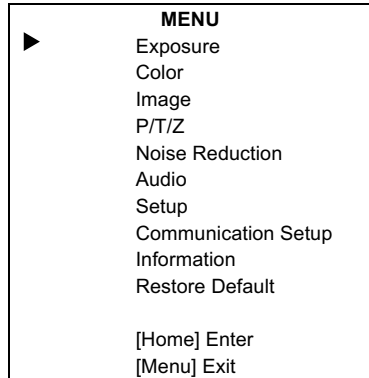 MENU
Exposure
Color
Image
P/T/Z
Noise Reduction
Audio
Setup
Communication Setup
Information
Restore Default
[Home] Enter
[Menu] Exit